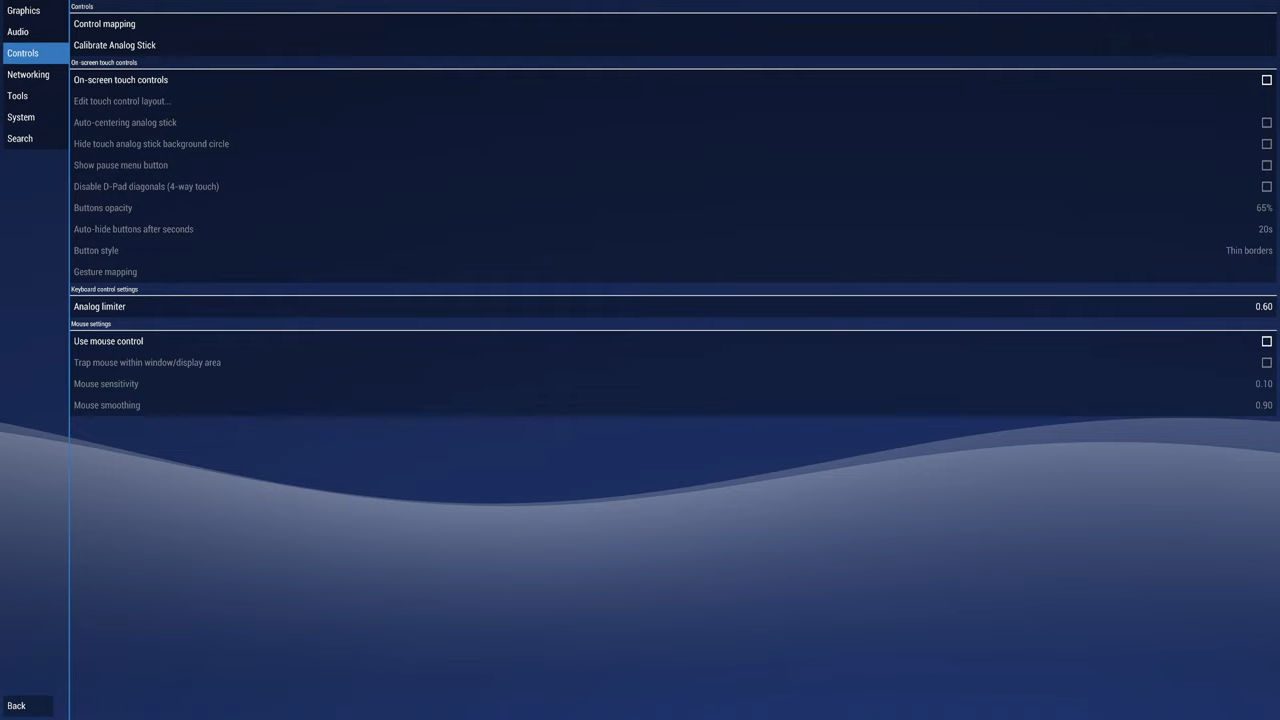 Graphics
Audio
Controls
Networking
Tools
System
Search
Back
Controls
Control mapping
Calibrate Analog Stick
On-screen touch controls
On-screen touch controls
Edit touch control layout...
Auto-centering analog stick
Hide touch analog stick background circle
Show pause menu button
Disable D-Pad diagonals (4-way touch)
Buttons opacity 65%
Auto-hide buttons after seconds 20s
Button style Thin borders
Gesture mapping
Keyboard control settings
Analog limiter 0.60
Mouse settings
Use mouse control
Trap mouse within window/display area
Mouse sensitivity 0.10
Mouse smoothing 0.90